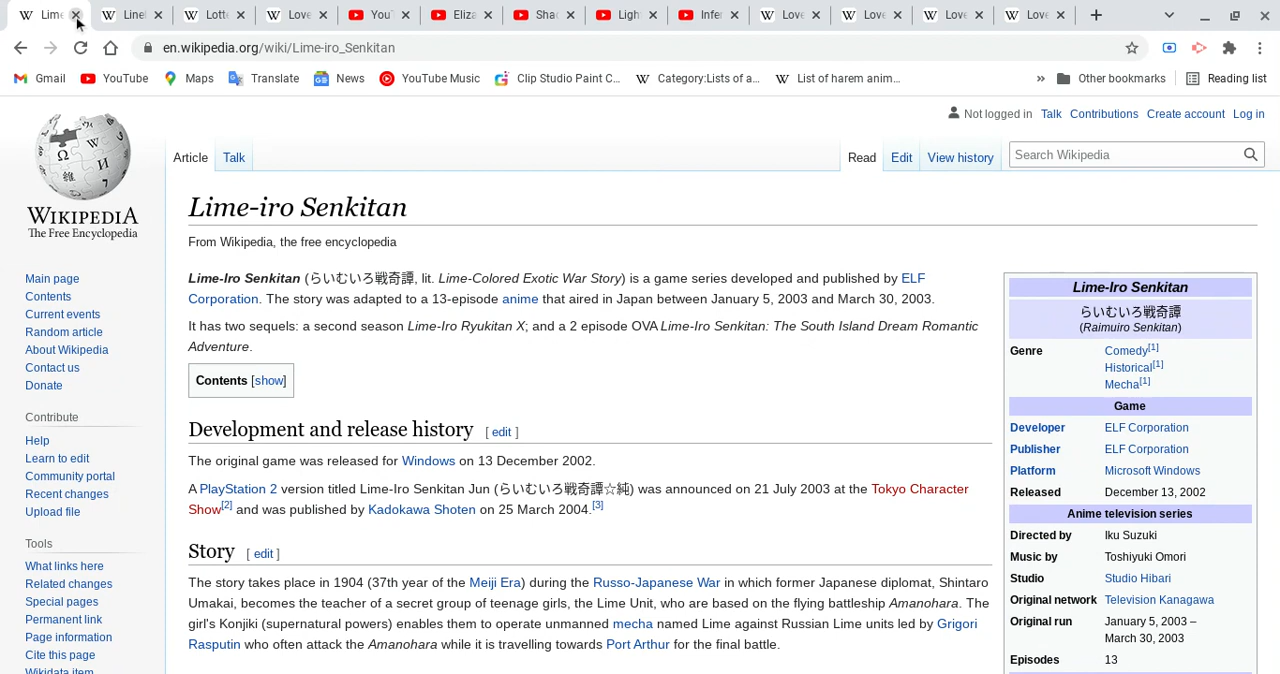 Lime
Linel
Lotte
Love
YouT
Eliza
Shac
Ligh
Infer
Love
Love
Love
Love
en.wikipedia.org/wiki/Lime-iro_Senkitan
Gmail
YouTube
Maps
Translate
News
YouTube Music
Clip Studio Paint C...
Category:Lists of a...
List of harem anim...
»
Other bookmarks
Reading list
Not logged in Talk Contributions Create account Log in
Article Talk
Read Edit View history
Search Wikipedia
WIKIPEDIA
The Free Encyclopedia
Main page
Contents
Current events
Random article
About Wikipedia
Contact us
Donate
Contribute
Help
Learn to edit
Community portal
Recent changes
Upload file
Tools
What links here
Related changes
Special pages
Permanent link
Page information
Cite this page
Wikidata item
Lime-iro Senkitan
From Wikipedia, the free encyclopedia
Lime-Iro Senkitan (らいむいろ戦奇譚, lit. Lime-Colored Exotic War Story) is a game series developed and published by ELF
Corporation. The story was adapted to a 13-episode anime that aired in Japan between January 5, 2003 and March 30, 2003.
It has two sequels: a second season Lime-Iro Ryukitan X; and a 2 episode OVA Lime-Iro Senkitan: The South Island Dream Romantic
Adventure.
Contents [show]
Development and release history [ edit ]
The original game was released for Windows on 13 December 2002.
A PlayStation 2 version titled Lime-Iro Senkitan Jun (らいむいろ戦奇譚☆純) was announced on 21 July 2003 at the Tokyo Character
Show[2] and was published by Kadokawa Shoten on 25 March 2004.[3]
Story [ edit ]
The story takes place in 1904 (37th year of the Meiji Era) during the Russo-Japanese War in which former Japanese diplomat, Shintaro
Umakai, becomes the teacher of a secret group of teenage girls, the Lime Unit, who are based on the flying battleship Amanohara. The
girl's Konjiki (supernatural powers) enables them to operate unmanned mecha named Lime against Russian Lime units led by Grigori
Rasputin who often attack the Amanohara while it is travelling towards Port Arthur for the final battle.
Lime-Iro Senkitan
らいむいろ戦奇譚
(Raimuiro Senkitan)
Genre Comedy[1]
Historical[1]
Mecha[1]
Game
Developer ELF Corporation
Publisher ELF Corporation
Platform Microsoft Windows
Released December 13, 2002
Anime television series
Directed by Iku Suzuki
Music by Toshiyuki Omori
Studio Studio Hibari
Original network Television Kanagawa
Original run January 5, 2003 –
March 30, 2003
Episodes 13